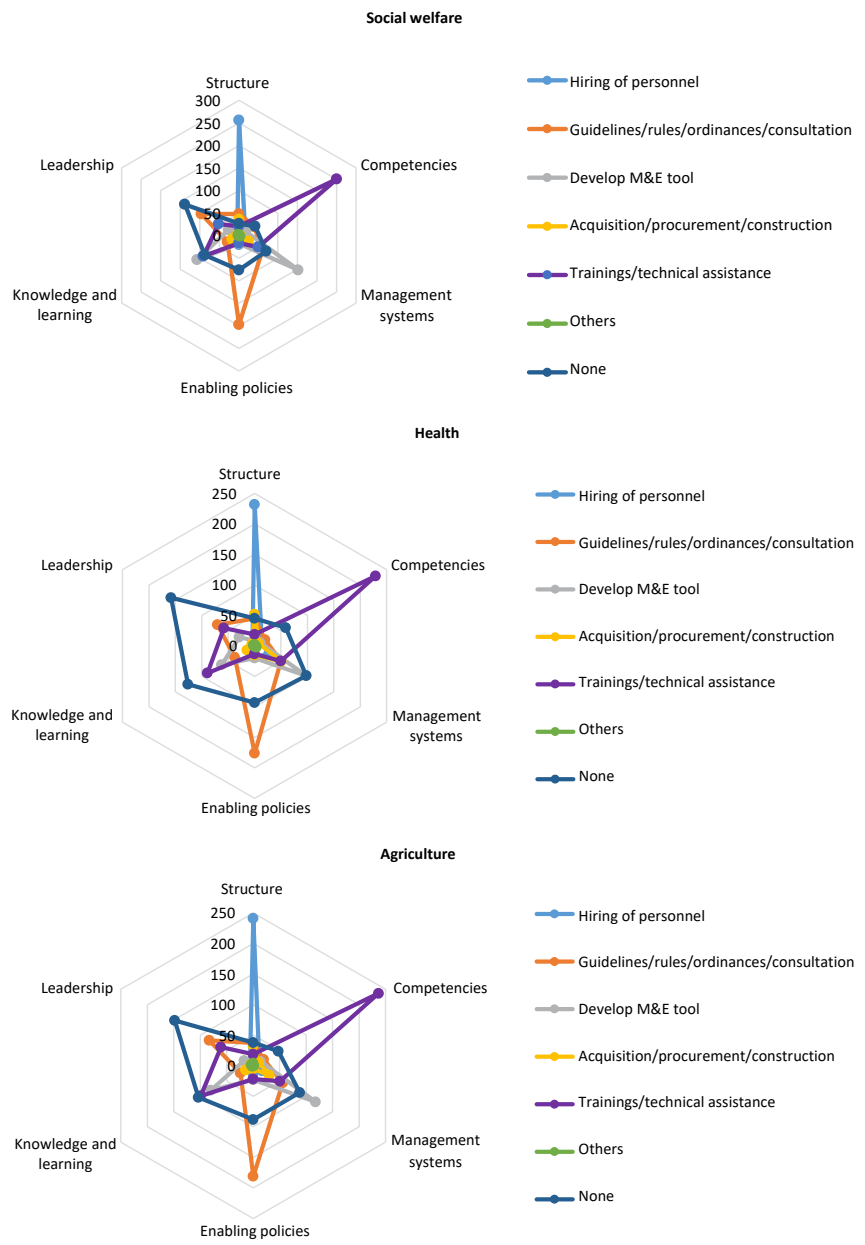 Social welfare
Structure
300
250
200
150
100
50
0
Leadership
Competencies
Knowledge and
learning
Management
systems
Enabling policies
Hiring of personnel
Guidelines/rules/ordinances/consultation
Develop M&E tool
Acquisition/procurement/construction
Trainings/technical assistance
Others
None
Health
Structure
250
200
150
100
50
0
Leadership
Competencies
Knowledge and
learning
Management
systems
Enabling policies
Hiring of personnel
Guidelines/rules/ordinances/consultation
Develop M&E tool
Acquisition/procurement/construction
Trainings/technical assistance
Others
None
Agriculture
Structure
250
200
150
100
50
0
Leadership
Competencies
Knowledge and
learning
Management
systems
Enabling policies
Hiring of personnel
Guidelines/rules/ordinances/consultation
Develop M&E tool
Acquisition/procurement/construction
Trainings/technical assistance
Others
None